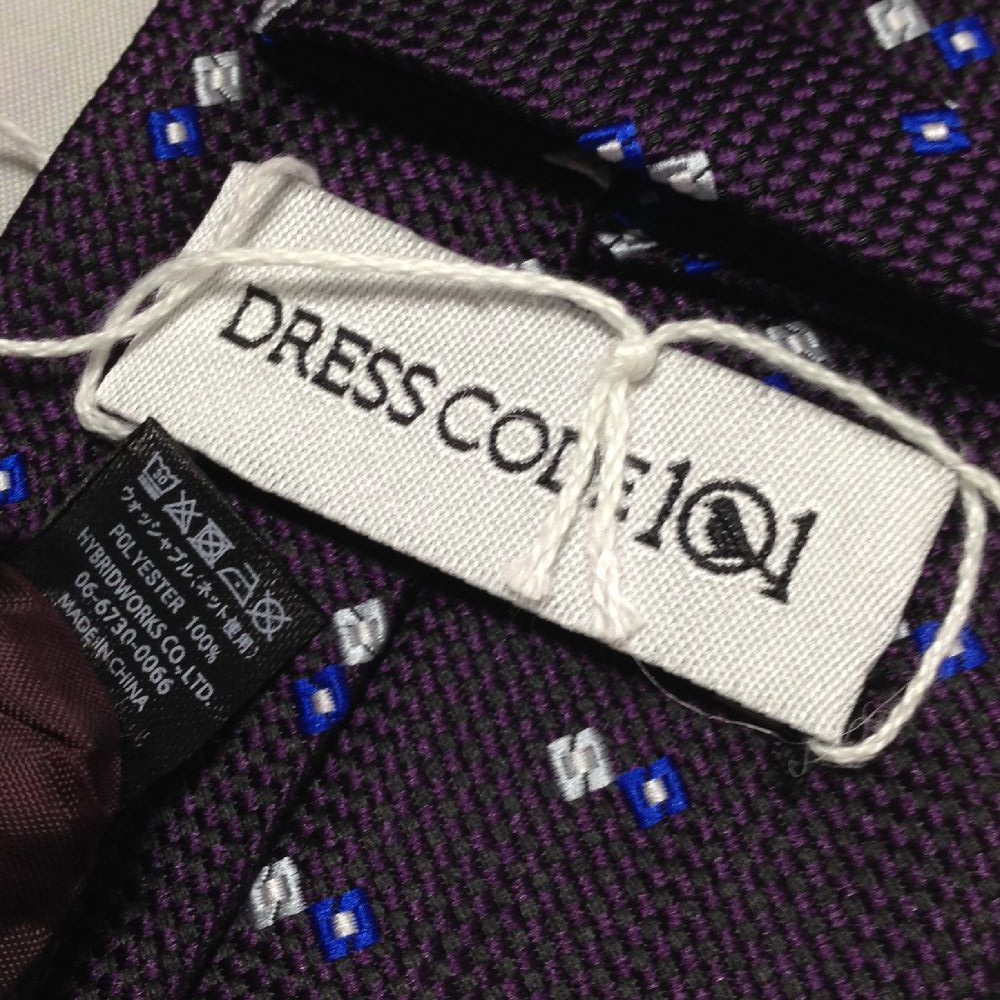 DRESS CODE 101
ウォッシャブル(ネット使用)
POLYESTER 100%
HYBRIDWORKS CO.,LTD.
06-6730-0066
MADE IN CHINA